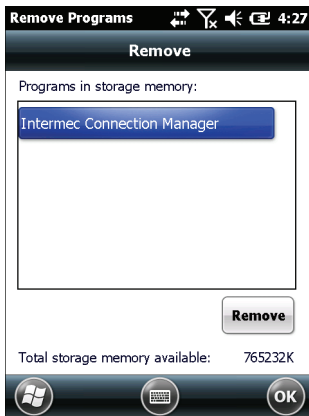 Remove Programs 4:27
Remove
Programs in storage memory:
Intermec Connection Manager
Remove
Total storage memory available: 765232K
OK